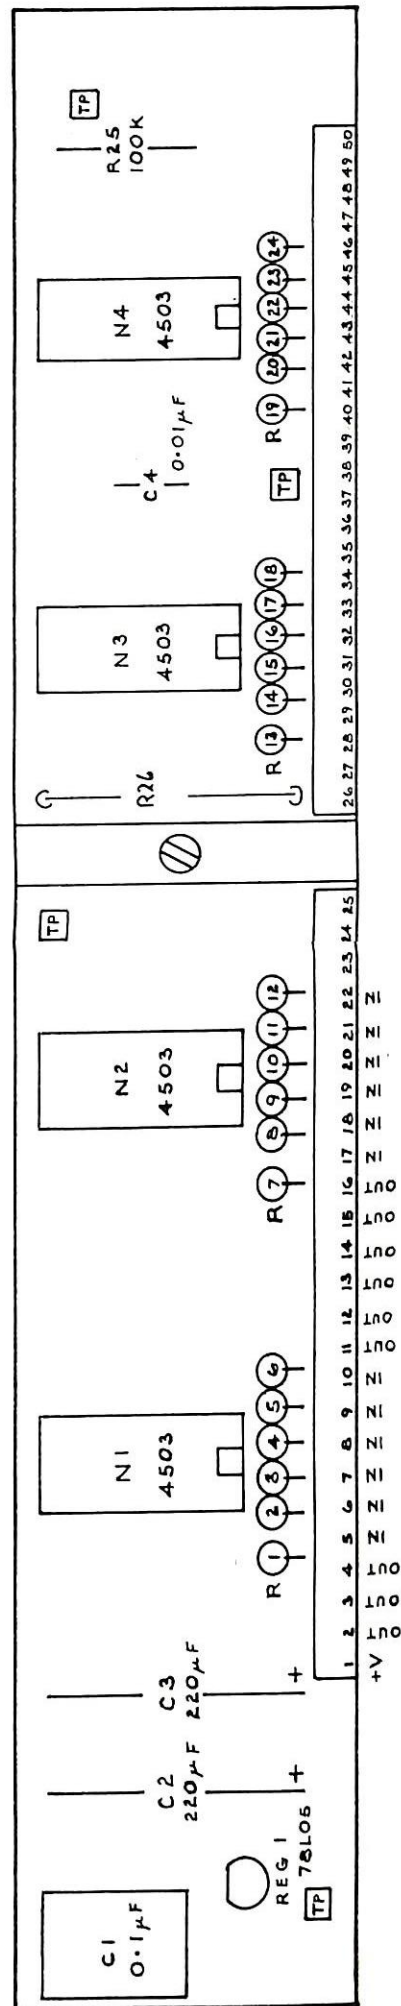 C1
0.1µF
REG 1
78L05
TP
C2
220µF
C3
220µF
+
+
N1
4503
R 1 2 3 4 5 6
N2
4503
R 7 8 9 10 11 12
TP
R26
N3
4503
R 13 14 15 16 17 18
C4
0.01µF
TP
N4
4503
R 19 20 21 22 23 24
R25
100K
TP
1 2 3 4 5 6 7 8 9 10 11 12 13 14 15 16 17 18 19 20 21 22 23 24 25
26 27 28 29 30 31 32 33 34 35 36 37 38 39 40 41 42 43 44 45 46 47 48 49 50
+V OUT OUT OUT IN IN IN IN IN IN OUT OUT OUT OUT OUT OUT IN IN IN IN IN IN